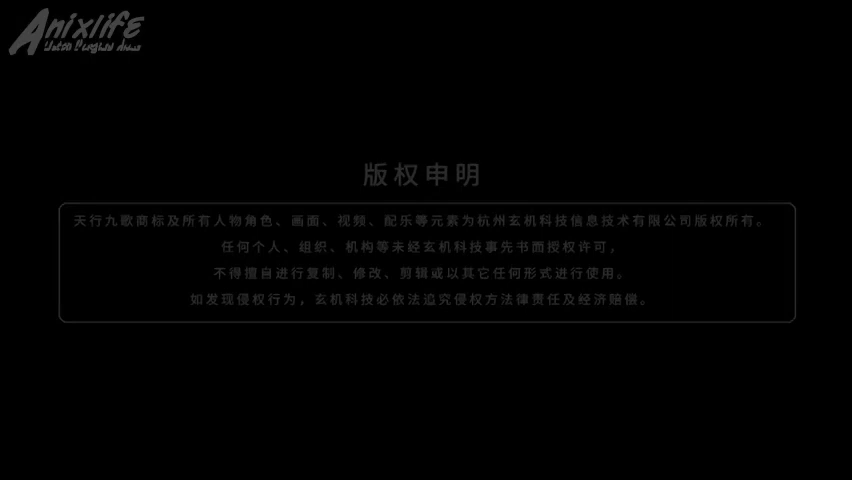 Anixlife
版权申明
天行九歌商标及所有人物角色、画面、视频、配乐等元素为杭州玄机科技信息技术有限公司版权所有。
任何个人、组织、机构等未经玄机科技事先书面授权许可，
不得擅自进行复制、修改、剪辑或以其它任何形式进行使用。
如发现侵权行为，玄机科技必依法追究侵权方法律责任及经济赔偿。